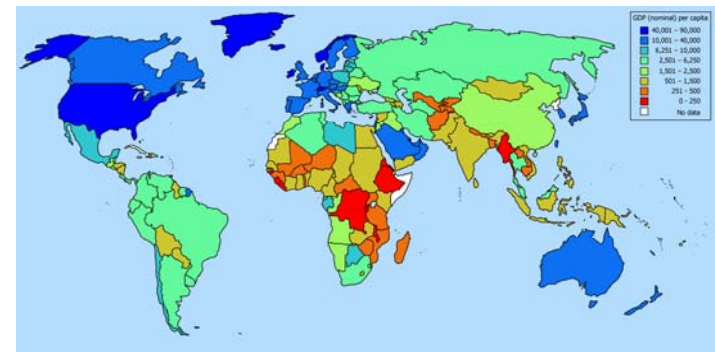 GDP (nominal) per capita
40,001 – 90,000
10,001 – 40,000
6,251 – 10,000
2,501 – 6,250
1,501 – 2,500
501 – 1,500
251 – 500
0 – 250
No data